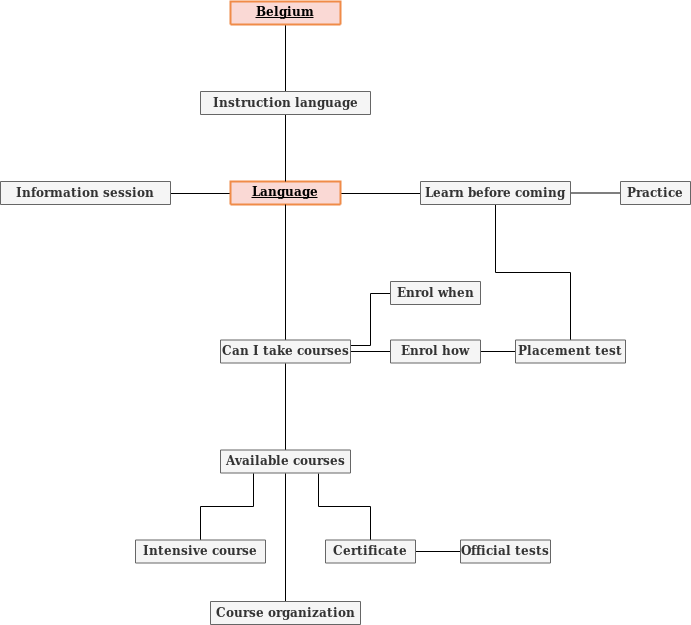 Belgium
Instruction language
Information session
Language
Learn before coming
Practice
Enrol when
Can I take courses
Enrol how
Placement test
Available courses
Intensive course
Certificate
Official tests
Course organization